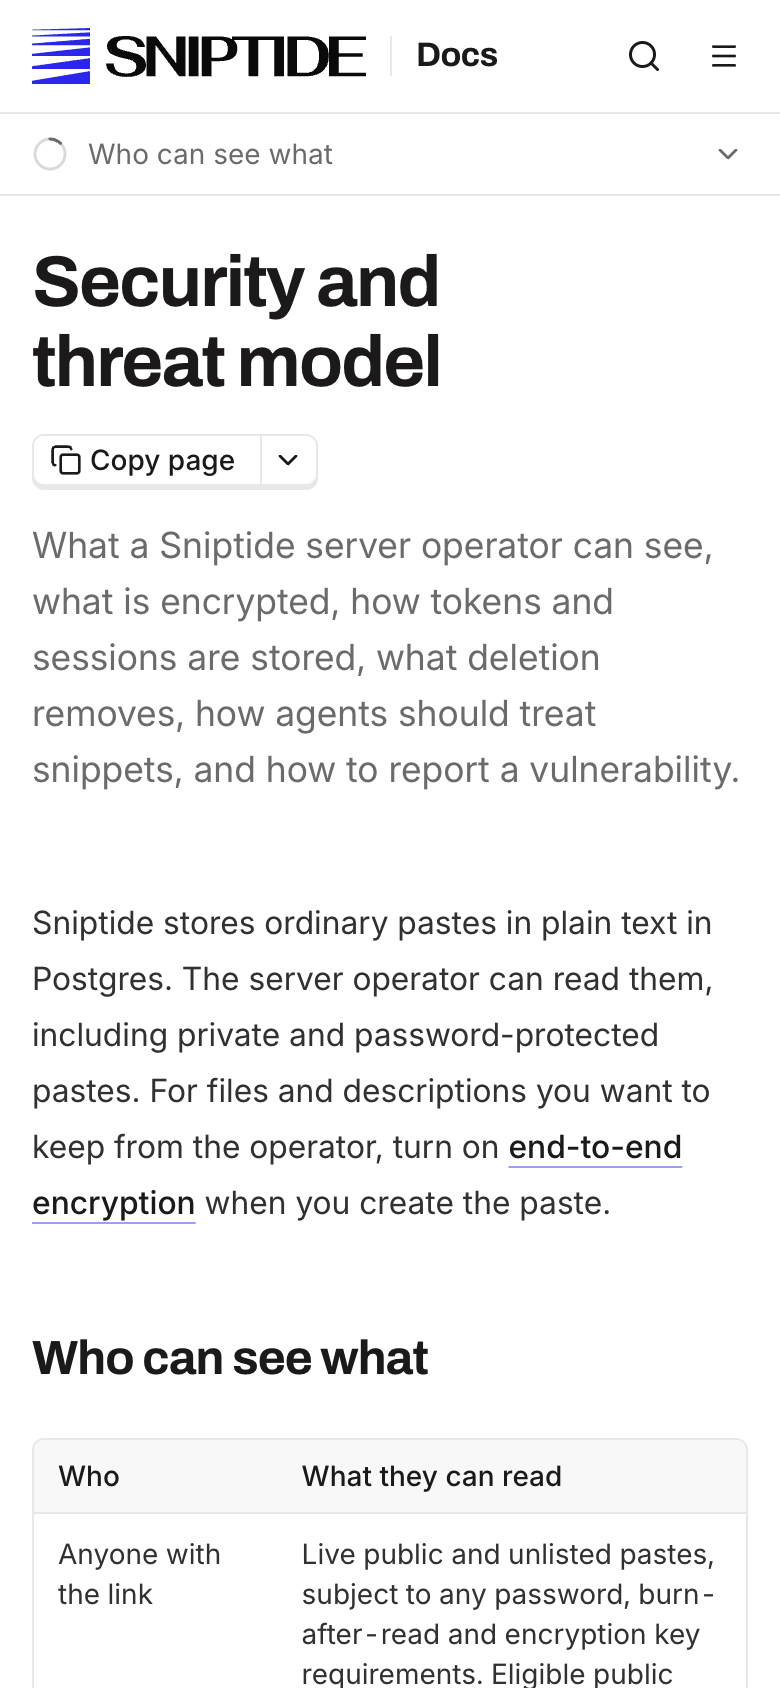 SNIPTIDE
Docs
Who can see what
Security and
threat model
Copy page
What a Sniptide server operator can see,
what is encrypted, how tokens and
sessions are stored, what deletion
removes, how agents should treat
snippets, and how to report a vulnerability.
Sniptide stores ordinary pastes in plain text in
Postgres. The server operator can read them,
including private and password-protected
pastes. For files and descriptions you want to
keep from the operator, turn on end-to-end
encryption when you create the paste.
Who can see what
Who
What they can read
Anyone with
the link
Live public and unlisted pastes,
subject to any password, burn-
after-read and encryption key
requirements. Eligible public